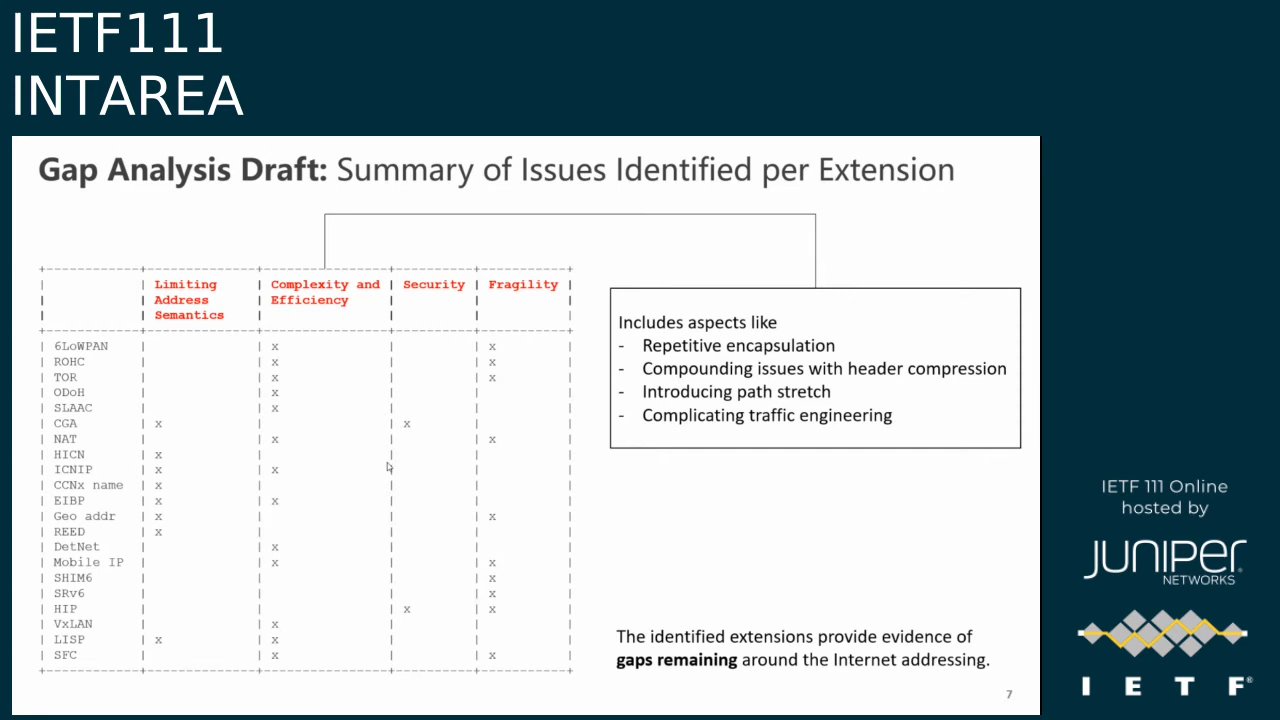 IETF111
INTAREA
Gap Analysis Draft: Summary of Issues Identified per Extension
+-----------+-------------+---------------+---------+----------+
| | Limiting | Complexity and | Security | Fragility |
| | Address | Efficiency | | |
| | Semantics | | | |
+-----------+-------------+---------------+---------+----------+
| 6LoWPAN | | x | | x |
| ROHC | | x | | x |
| TOR | | x | | x |
| ODoH | | x | | |
| SLAAC | | x | | |
| CGA | x | | x | |
| NAT | | x | | x |
| HICN | x | | | |
| ICNIP | x | x | | |
| CCNx name | x | | | |
| EIBP | x | x | | |
| Geo addr | x | | | x |
| REED | x | | | |
| DetNet | | x | | |
| Mobile IP | | x | | x |
| SHIM6 | | | | x |
| SRv6 | | | | x |
| HIP | | | x | x |
| VxLAN | | x | | |
| LISP | x | x | | |
| SFC | | x | | x |
+-----------+-------------+---------------+---------+----------+
Includes aspects like
- Repetitive encapsulation
- Compounding issues with header compression
- Introducing path stretch
- Complicating traffic engineering
The identified extensions provide evidence of
gaps remaining around the Internet addressing.
7
IETF 111 Online
hosted by
JUNIPER
NETWORKS
I E T F®